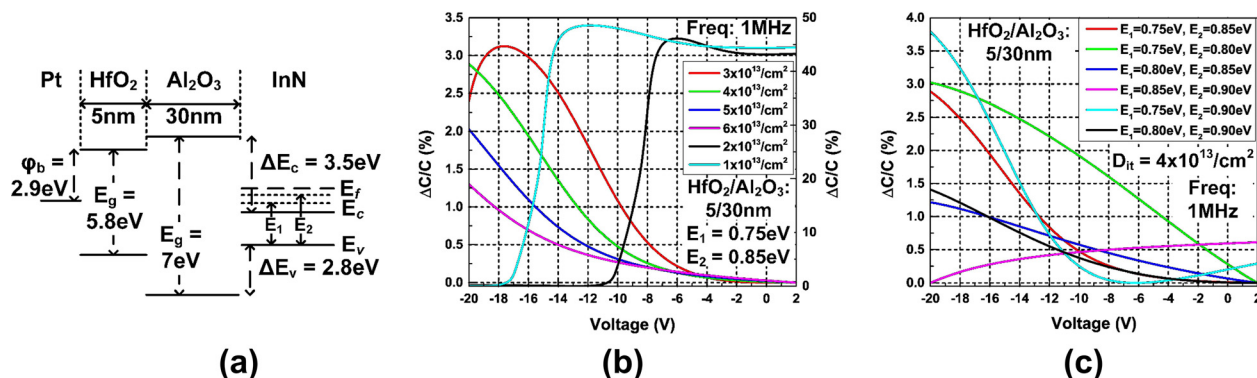 Pt HfO2 Al2O3 InN
5nm 30nm
φb =
2.9eV
Eg =
5.8eV
Eg =
7eV
ΔEc = 3.5eV
Ef
Ec
E1 E2
Ev
ΔEv = 2.8eV
(a)
ΔC/C (%)
3.5
3.0
2.5
2.0
1.5
1.0
0.5
0.0
-20 -18 -16 -14 -12 -10 -8 -6 -4 -2 0 2
Voltage (V)
50
40
30
20
10
0
ΔC/C (%)
Freq: 1MHz
3x10^13/cm^2
4x10^13/cm^2
5x10^13/cm^2
6x10^13/cm^2
2x10^13/cm^2
1x10^13/cm^2
HfO2/Al2O3:
5/30nm
E1 = 0.75eV
E2 = 0.85eV
(b)
ΔC/C (%)
4.0
3.5
3.0
2.5
2.0
1.5
1.0
0.5
0.0
-20 -18 -16 -14 -12 -10 -8 -6 -4 -2 0 2
Voltage (V)
HfO2/Al2O3:
5/30nm
E1=0.75eV, E2=0.85eV
E1=0.75eV, E2=0.80eV
E1=0.80eV, E2=0.85eV
E1=0.85eV, E2=0.90eV
E1=0.75eV, E2=0.90eV
E1=0.80eV, E2=0.90eV
Dit = 4x10^13/cm^2
Freq:
1MHz
(c)